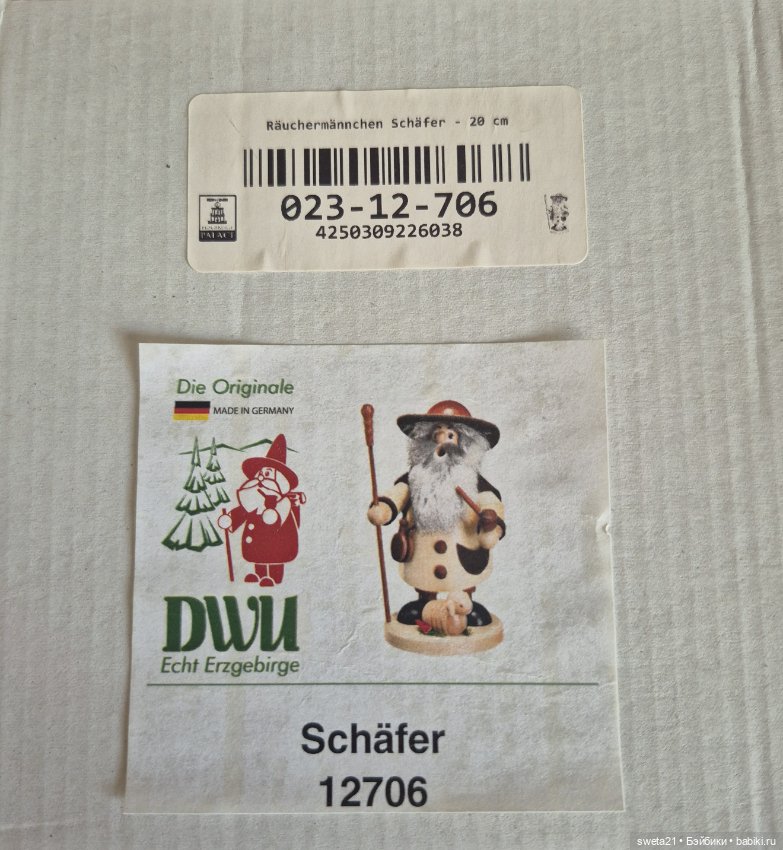 Räuchermännchen Schäfer - 20 cm
023-12-706
4250309226038
PALACE
Die Originale
MADE IN GERMANY
DWU
Echt Erzgebirge
Schäfer
12706
sweta21 • Бэйбики • babiki.ru